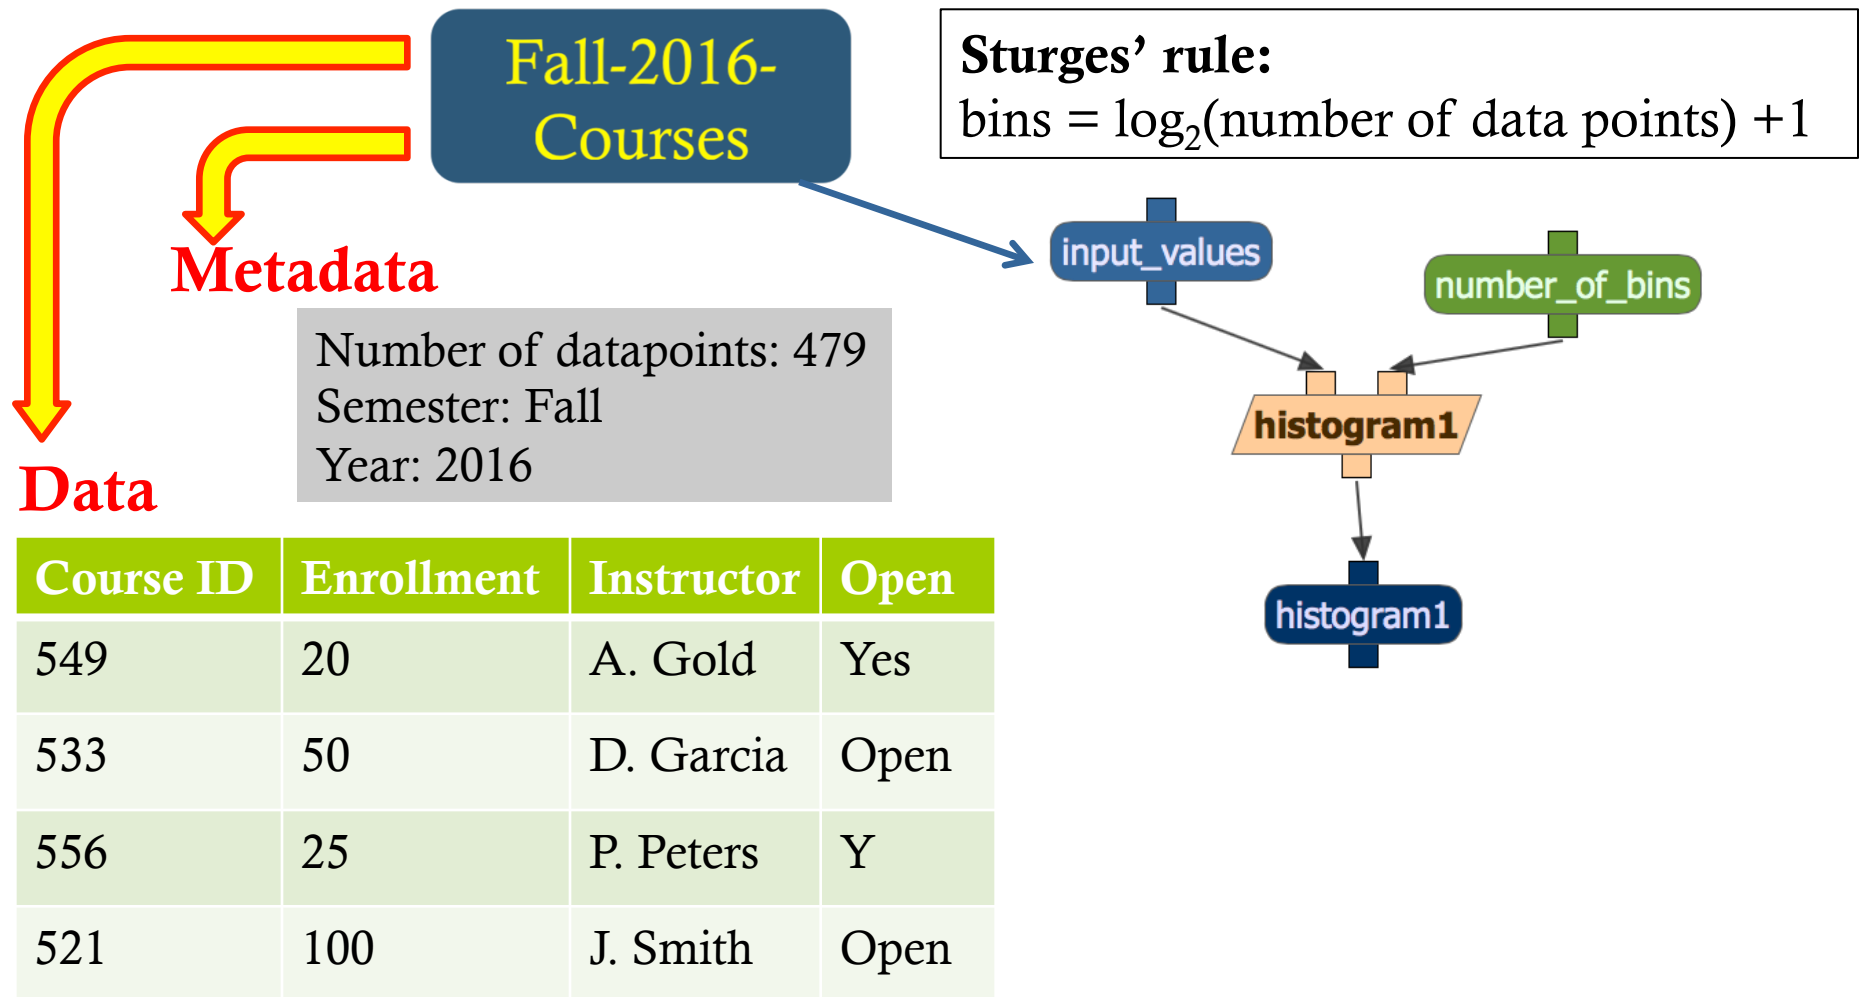 Fall-2016-
Courses
Sturges’ rule:
bins = log₂(number of data points) +1
input_values
number_of_bins
histogram1
histogram1
Metadata
Number of datapoints: 479
Semester: Fall
Year: 2016
Data
Course ID Enrollment Instructor Open
549 20 A. Gold Yes
533 50 D. Garcia Open
556 25 P. Peters Y
521 100 J. Smith Open